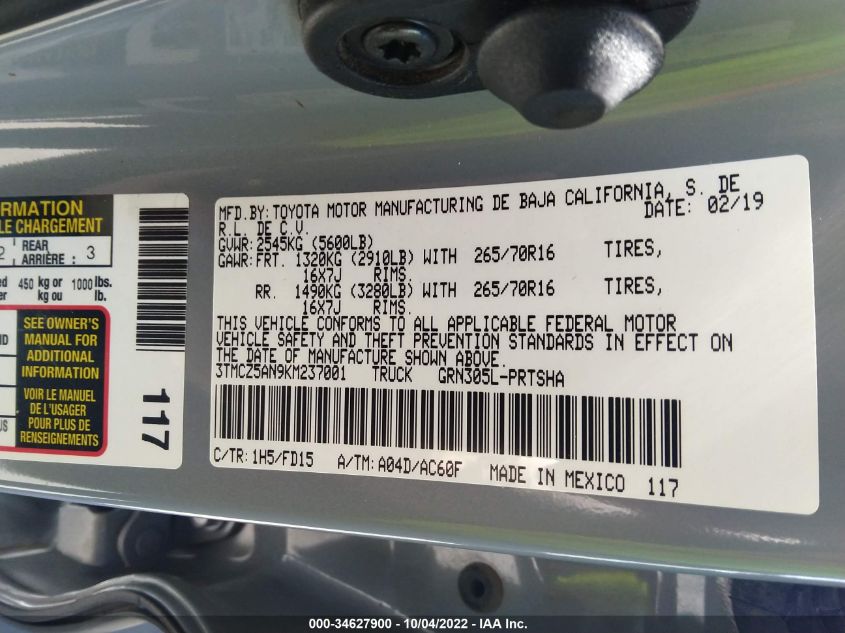 MFD.BY: TOYOTA MOTOR MANUFACTURING DE BAJA CALIFORNIA, S. DE
R.L. DE C.V. DATE: 02/19
GVWR: 2545KG (5600LB)
GAWR: FRT. 1320KG (2910LB) WITH 265/70R16 TIRES,
16X7J RIMS.
RR. 1490KG (3280LB) WITH 265/70R16 TIRES,
16X7J RIMS.
THIS VEHICLE CONFORMS TO ALL APPLICABLE FEDERAL MOTOR
VEHICLE SAFETY AND THEFT PREVENTION STANDARDS IN EFFECT ON
THE DATE OF MANUFACTURE SHOWN ABOVE.
3TMCZ5AN9KM237001 TRUCK GRN305L-PRTSHA
C/TR: 1H5/FD15 A/TM: A04D/AC60F MADE IN MEXICO 117
LE CHARGEMENT
2 REAR
ARRIÈRE : 3
450 kg or 1000 lbs.
kg ou lb.
SEE OWNER'S
MANUAL FOR
ADDITIONAL
INFORMATION
VOIR LE MANUEL
DE L'USAGER
POUR PLUS DE
RENSEIGNEMENTS
117
000-34627900 - 10/04/2022 - IAA Inc.